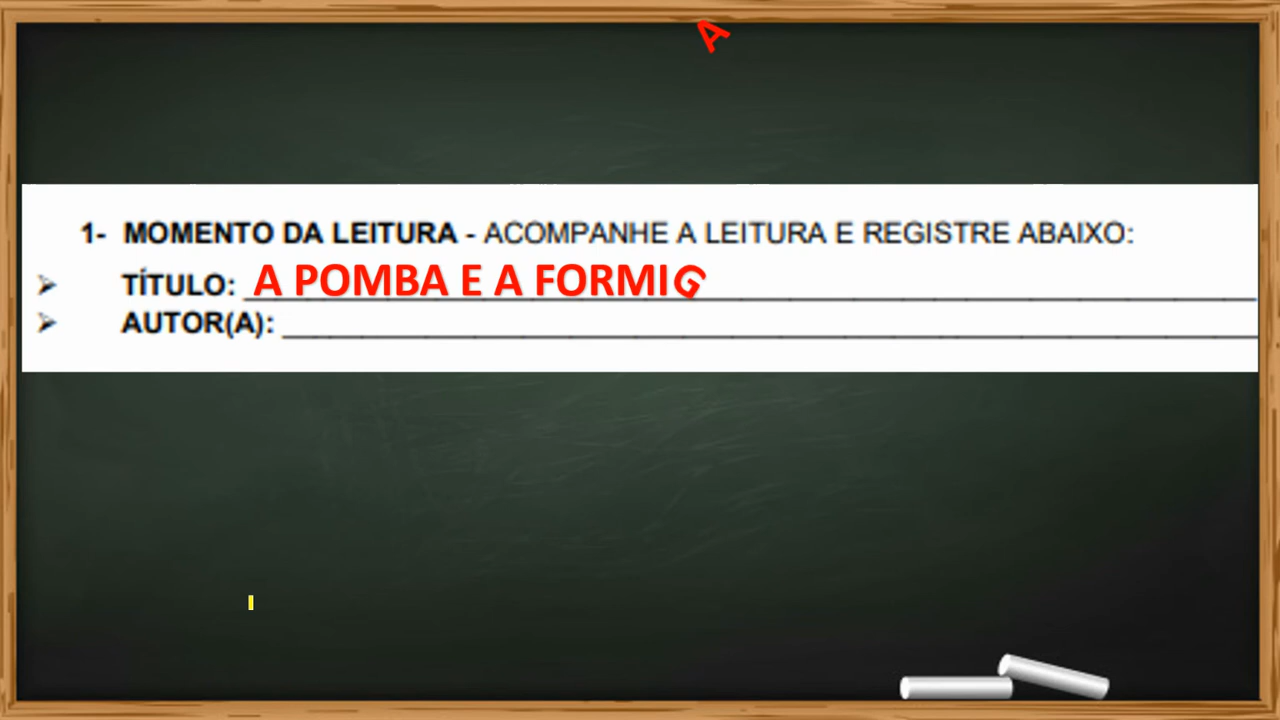 A
1- MOMENTO DA LEITURA - ACOMPANHE A LEITURA E REGISTRE ABAIXO:
➢ TÍTULO: A POMBA E A FORMIG
➢ AUTOR(A):